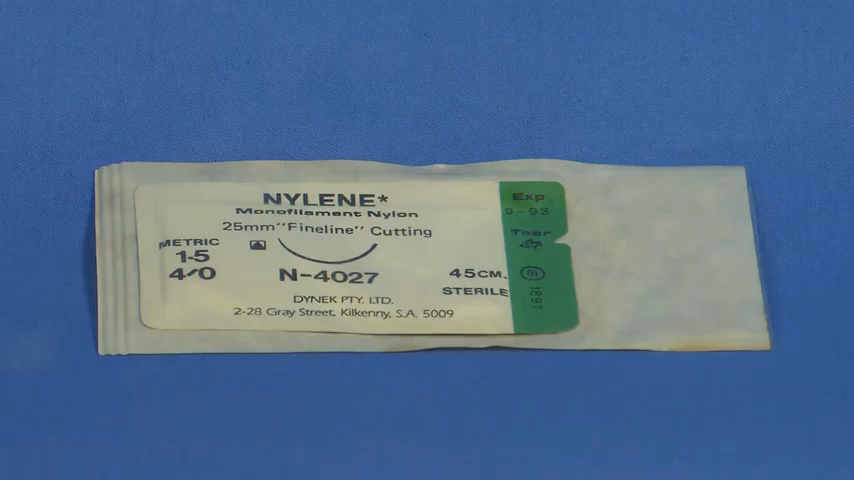 NYLENE*
Monofilament Nylon
25mm "Fineline" Cutting
METRIC
1·5
4/0
N-4027
45CM.
STERILE
DYNEK PTY. LTD.
2-28 Gray Street, Kilkenny, S.A. 5009
Exp
9-93
Tear